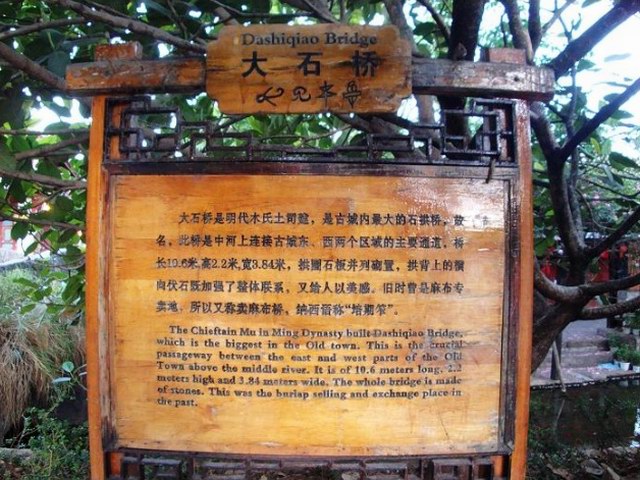 Dashiqiao Bridge
大石桥
大石桥是明代木氏土司建，是古城内最大的石拱桥，故
名，此桥是中河上连接古城东、西两个区域的主要通道，桥
长10.6米，高2.2米，宽3.84米，拱圈石板并列砌置，拱背上的横
向伏石既加强了整体联系，又给人以美感。旧时曾是麻布专
卖地，所以又称卖麻布桥，纳西语称“给那笮”。
The Chieftain Mu in Ming Dynasty built Dashiqiao Bridge,
which is the biggest in the Old town. This is the crucial
passageway between the east and west parts of the Old
Town above the middle river. It is of 10.6 meters long, 2.2
meters high and 3.84 meters wide. The whole bridge is made
of stones. This was the burlap selling and exchange place in
the past.